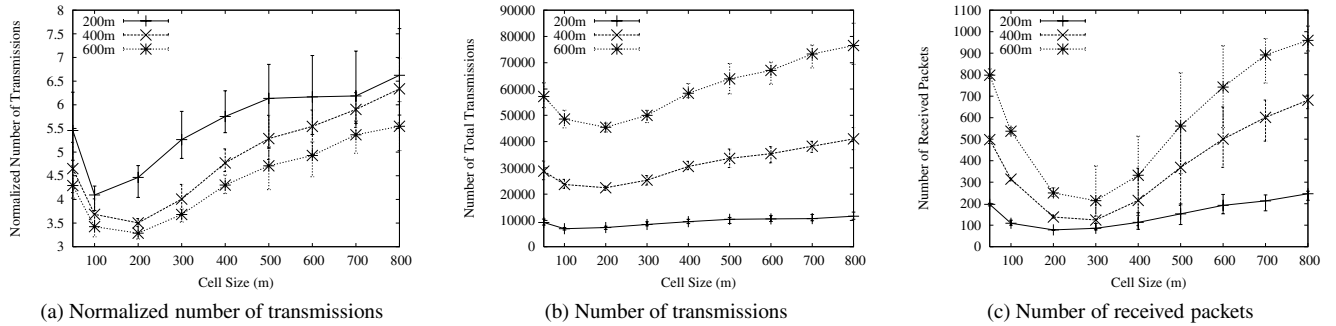 8
7.5
7
6.5
6
5.5
5
4.5
4
3.5
3
Normalized Number of Transmissions
200m
400m
600m
100 200 300 400 500 600 700 800
Cell Size (m)
(a) Normalized number of transmissions
90000
80000
70000
60000
50000
40000
30000
20000
10000
0
Number of Total Transmissions
200m
400m
600m
100 200 300 400 500 600 700 800
Cell Size (m)
(b) Number of transmissions
1100
1000
900
800
700
600
500
400
300
200
100
0
Number of Received Packets
200m
400m
600m
100 200 300 400 500 600 700 800
Cell Size (m)
(c) Number of received packets